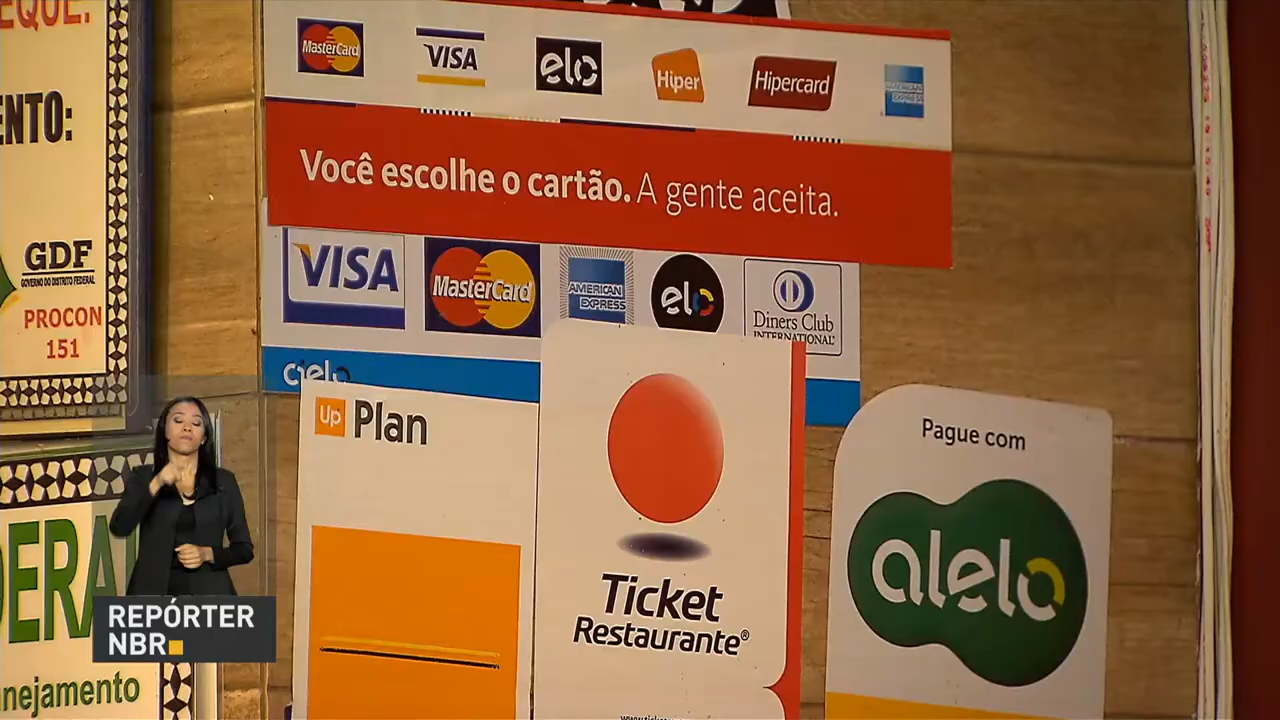 EQUE.
ENTO:
GDF
GOVERNO DO DISTRITO FEDERAL
PROCON
151
DERA
nejamento
MasterCard
VISA
elo
Hiper
Hipercard
AMERICAN EXPRESS
Você escolhe o cartão. A gente aceita.
VISA
MasterCard
AMERICAN EXPRESS
elo
Diners Club
INTERNATIONAL
cielo
Up Plan
Ticket
Restaurante®
Pague com
alelo
REPÓRTER
NBR